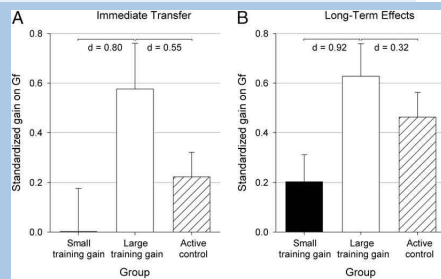 A
Immediate Transfer
Standardized gain on Gf
0.8
0.6
0.4
0.2
0.0
d = 0.80
d = 0.55
Small
training gain
Large
training gain
Active
control
Group
B
Long-Term Effects
Standardized gain on Gf
0.8
0.6
0.4
0.2
0.0
d = 0.92
d = 0.32
Small
training gain
Large
training gain
Active
control
Group